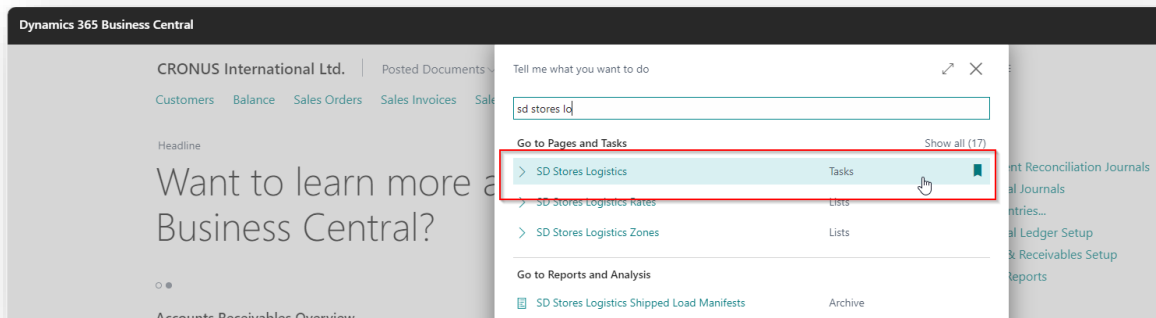 Dynamics 365 Business Central
CRONUS International Ltd.
Posted Documents
Customers Balance Sales Orders Sales Invoices
Headline
Want to learn more
Business Central?
Tell me what you want to do
sd stores lo
Go to Pages and Tasks Show all (17)
SD Stores Logistics Tasks
SD Stores Logistics Rates Lists
SD Stores Logistics Zones Lists
Go to Reports and Analysis
SD Stores Logistics Shipped Load Manifests Archive
Reconciliation Journals
Journals
Ledger Setup
& Receivables Setup
Reports
Accounts Receivables Overview